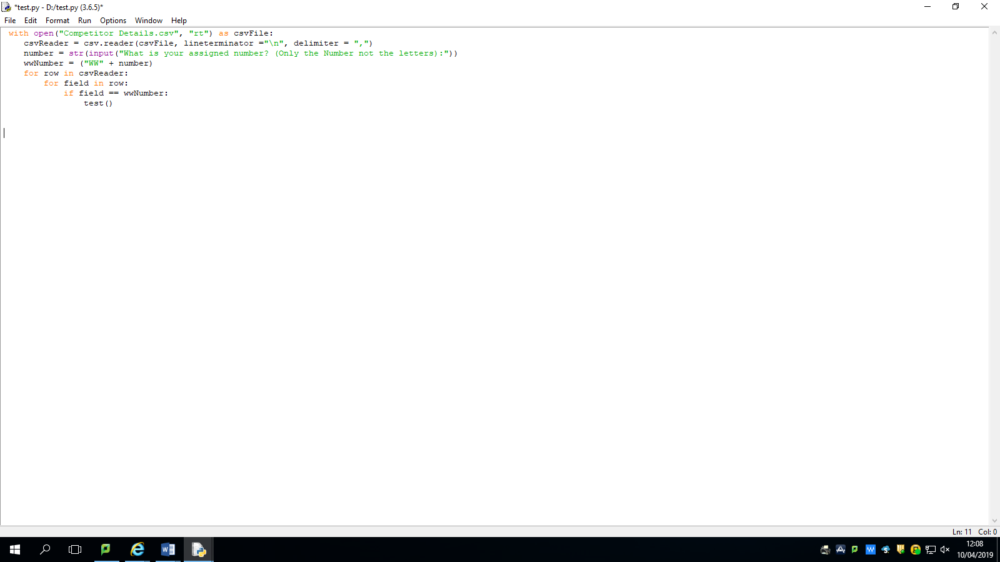 *test.py - D:/test.py (3.6.5)*
File Edit Format Run Options Window Help
with open("Competitor Details.csv", "rt") as csvFile:
csvReader = csv.reader(csvFile, lineterminator ="\n", delimiter = ",")
number = str(input("What is your assigned number? (Only the Number not the letters):"))
wwNumber = ("WW" + number)
for row in csvReader:
for field in row:
if field == wwNumber:
test()
Ln: 11 Col: 0
12:08
10/04/2019